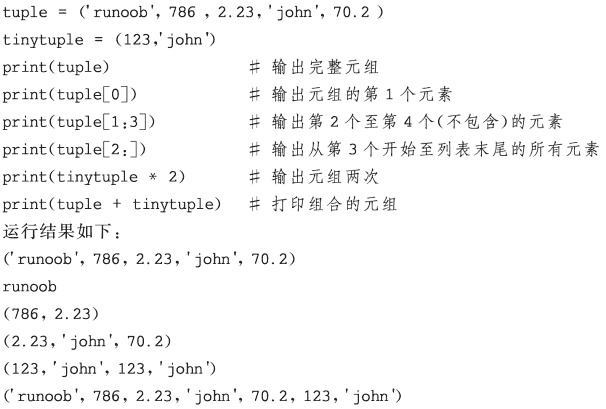 tuple = ('runoob', 786 , 2.23, 'john', 70.2 )
tinytuple = (123,'john')
print(tuple) # 输出完整元组
print(tuple[0]) # 输出元组的第1个元素
print(tuple[1:3]) # 输出第2个至第4个(不包含)的元素
print(tuple[2:]) # 输出从第3个开始至列表末尾的所有元素
print(tinytuple * 2) # 输出元组两次
print(tuple + tinytuple) # 打印组合的元组
运行结果如下：
('runoob', 786, 2.23, 'john', 70.2)
runoob
(786, 2.23)
(2.23, 'john', 70.2)
(123, 'john', 123, 'john')
('runoob', 786, 2.23, 'john', 70.2, 123, 'john')